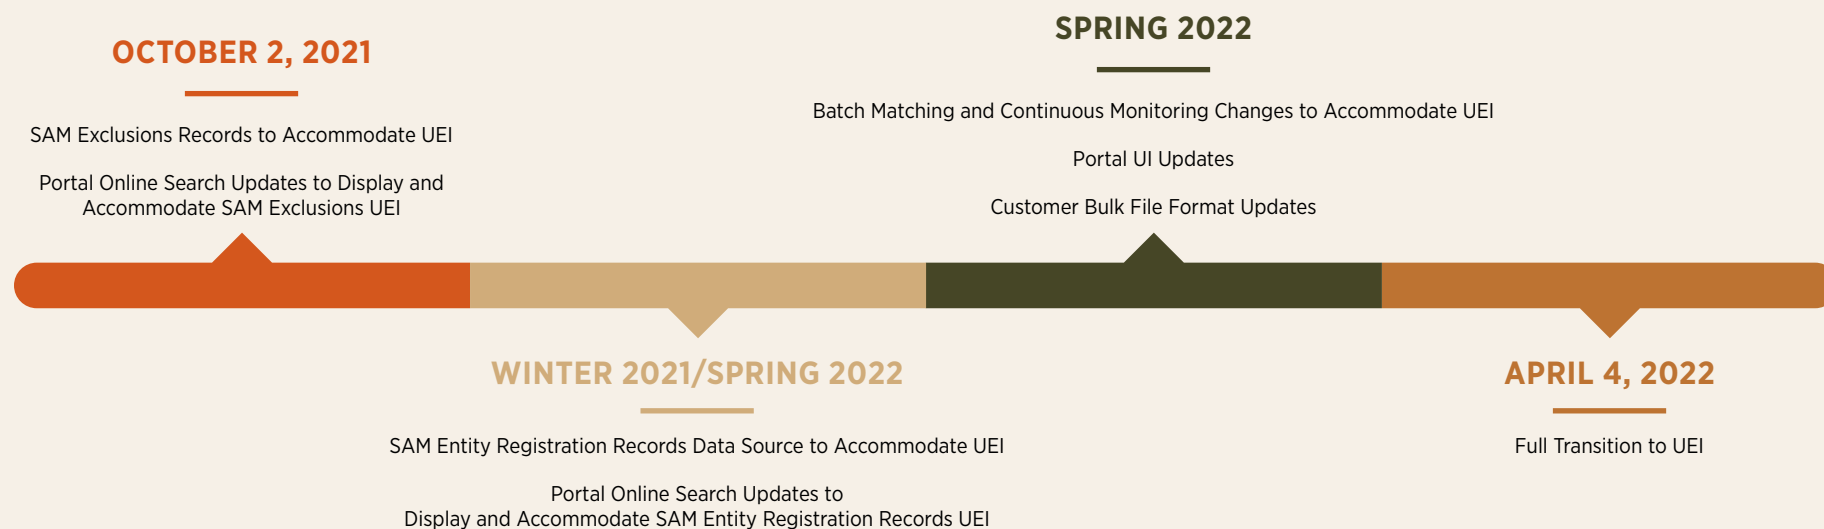 OCTOBER 2, 2021
SAM Exclusions Records to Accommodate UEI
Portal Online Search Updates to Display and
Accommodate SAM Exclusions UEI
WINTER 2021/SPRING 2022
SAM Entity Registration Records Data Source to Accommodate UEI
Portal Online Search Updates to
Display and Accommodate SAM Entity Registration Records UEI
SPRING 2022
Batch Matching and Continuous Monitoring Changes to Accommodate UEI
Portal UI Updates
Customer Bulk File Format Updates
APRIL 4, 2022
Full Transition to UEI